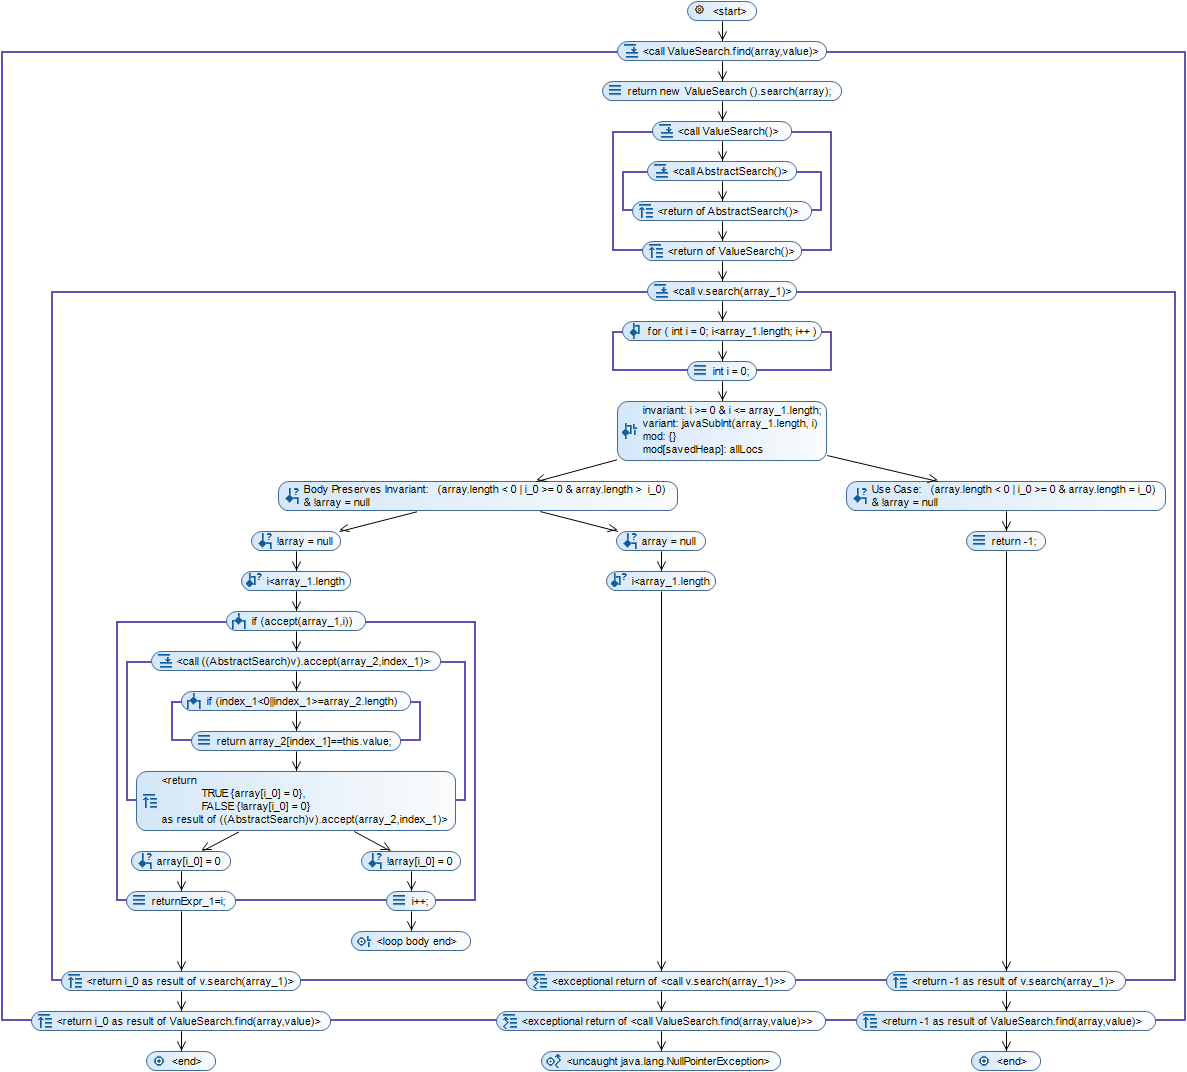 <start>
<call ValueSearch.find(array,value)>
return new ValueSearch ().search(array);
<call ValueSearch()>
<call AbstractSearch()>
<return of AbstractSearch()>
<return of ValueSearch()>
<call v.search(array_1)>
for ( int i = 0; i<array_1.length; i++ )
int i = 0;
invariant: i >= 0 & i <= array_1.length;
variant: javaSubInt(array_1.length, i)
mod: {}
mod[savedHeap]: allLocs
Body Preserves Invariant: (array.length < 0 | i_0 >= 0 & array.length > i_0)
& !array = null
Use Case: (array.length < 0 | i_0 >= 0 & array.length = i_0)
& !array = null
!array = null
array = null
return -1;
i<array_1.length
i<array_1.length
if (accept(array_1,i))
<call ((AbstractSearch)v).accept(array_2,index_1)>
if (index_1<0||index_1>=array_2.length)
return array_2[index_1]==this.value;
<return
TRUE {array[i_0] = 0},
FALSE {!array[i_0] = 0}
as result of ((AbstractSearch)v).accept(array_2,index_1)>
array[i_0] = 0
!array[i_0] = 0
returnExpr_1=i;
i++;
<loop body end>
<return i_0 as result of v.search(array_1)>
<exceptional return of <call v.search(array_1)>>
<return -1 as result of v.search(array_1)>
<return i_0 as result of ValueSearch.find(array,value)>
<exceptional return of <call ValueSearch.find(array,value)>>
<return -1 as result of ValueSearch.find(array,value)>
<end>
<uncaught java.lang.NullPointerException>
<end>